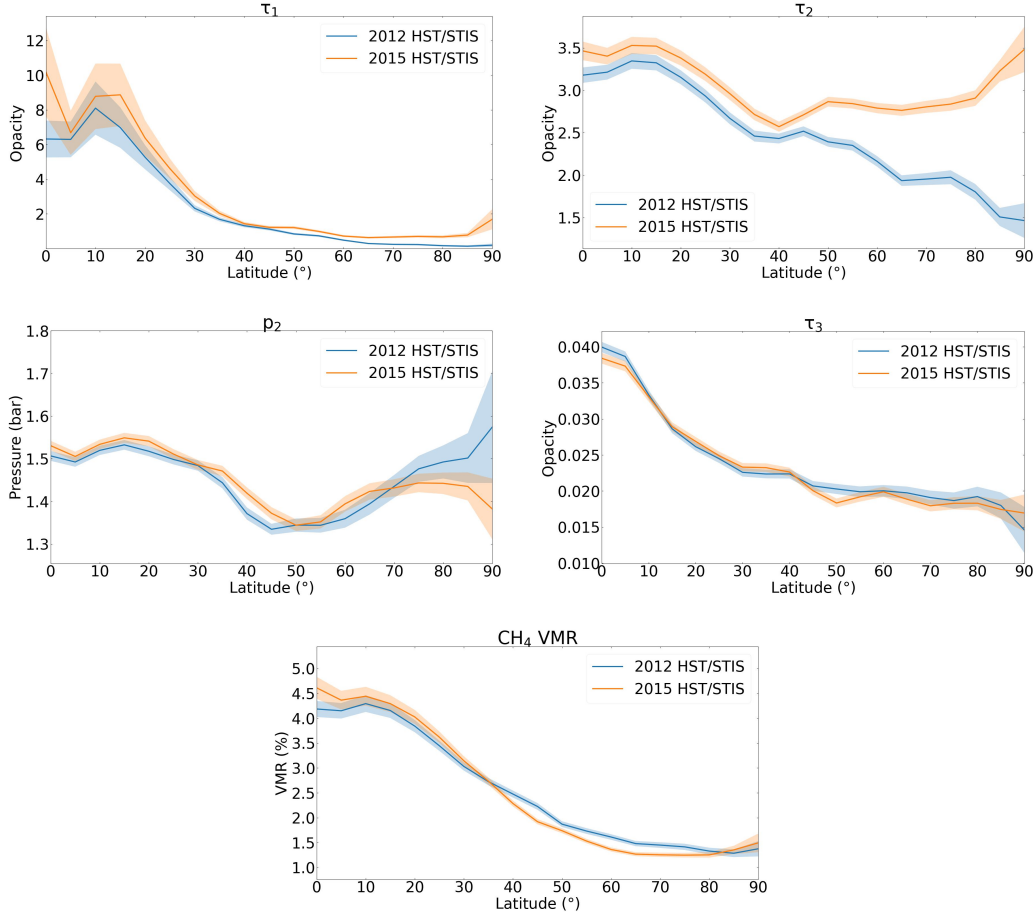 τ1
12
10
8
6
4
2
Opacity
2012 HST/STIS
2015 HST/STIS
0 10 20 30 40 50 60 70 80 90
Latitude (°)
τ2
3.5
3.0
2.5
2.0
1.5
Opacity
2012 HST/STIS
2015 HST/STIS
0 10 20 30 40 50 60 70 80 90
Latitude (°)
p2
1.8
1.7
1.6
1.5
1.4
1.3
Pressure (bar)
2012 HST/STIS
2015 HST/STIS
0 10 20 30 40 50 60 70 80 90
Latitude (°)
τ3
0.040
0.035
0.030
0.025
0.020
0.015
0.010
Opacity
2012 HST/STIS
2015 HST/STIS
0 10 20 30 40 50 60 70 80 90
Latitude (°)
CH4 VMR
5.0
4.5
4.0
3.5
3.0
2.5
2.0
1.5
1.0
VMR (%)
2012 HST/STIS
2015 HST/STIS
0 10 20 30 40 50 60 70 80 90
Latitude (°)